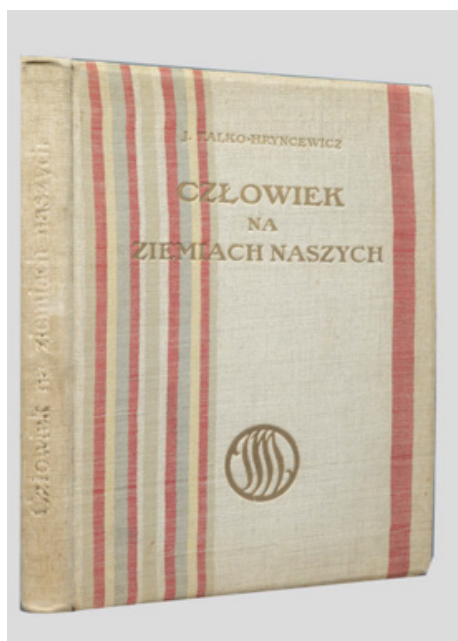 J. TALKO-HRYNCEWICZ
CZŁOWIEK
NA
ZIEMIACH NASZYCH
Człowiek na ziemiach naszych